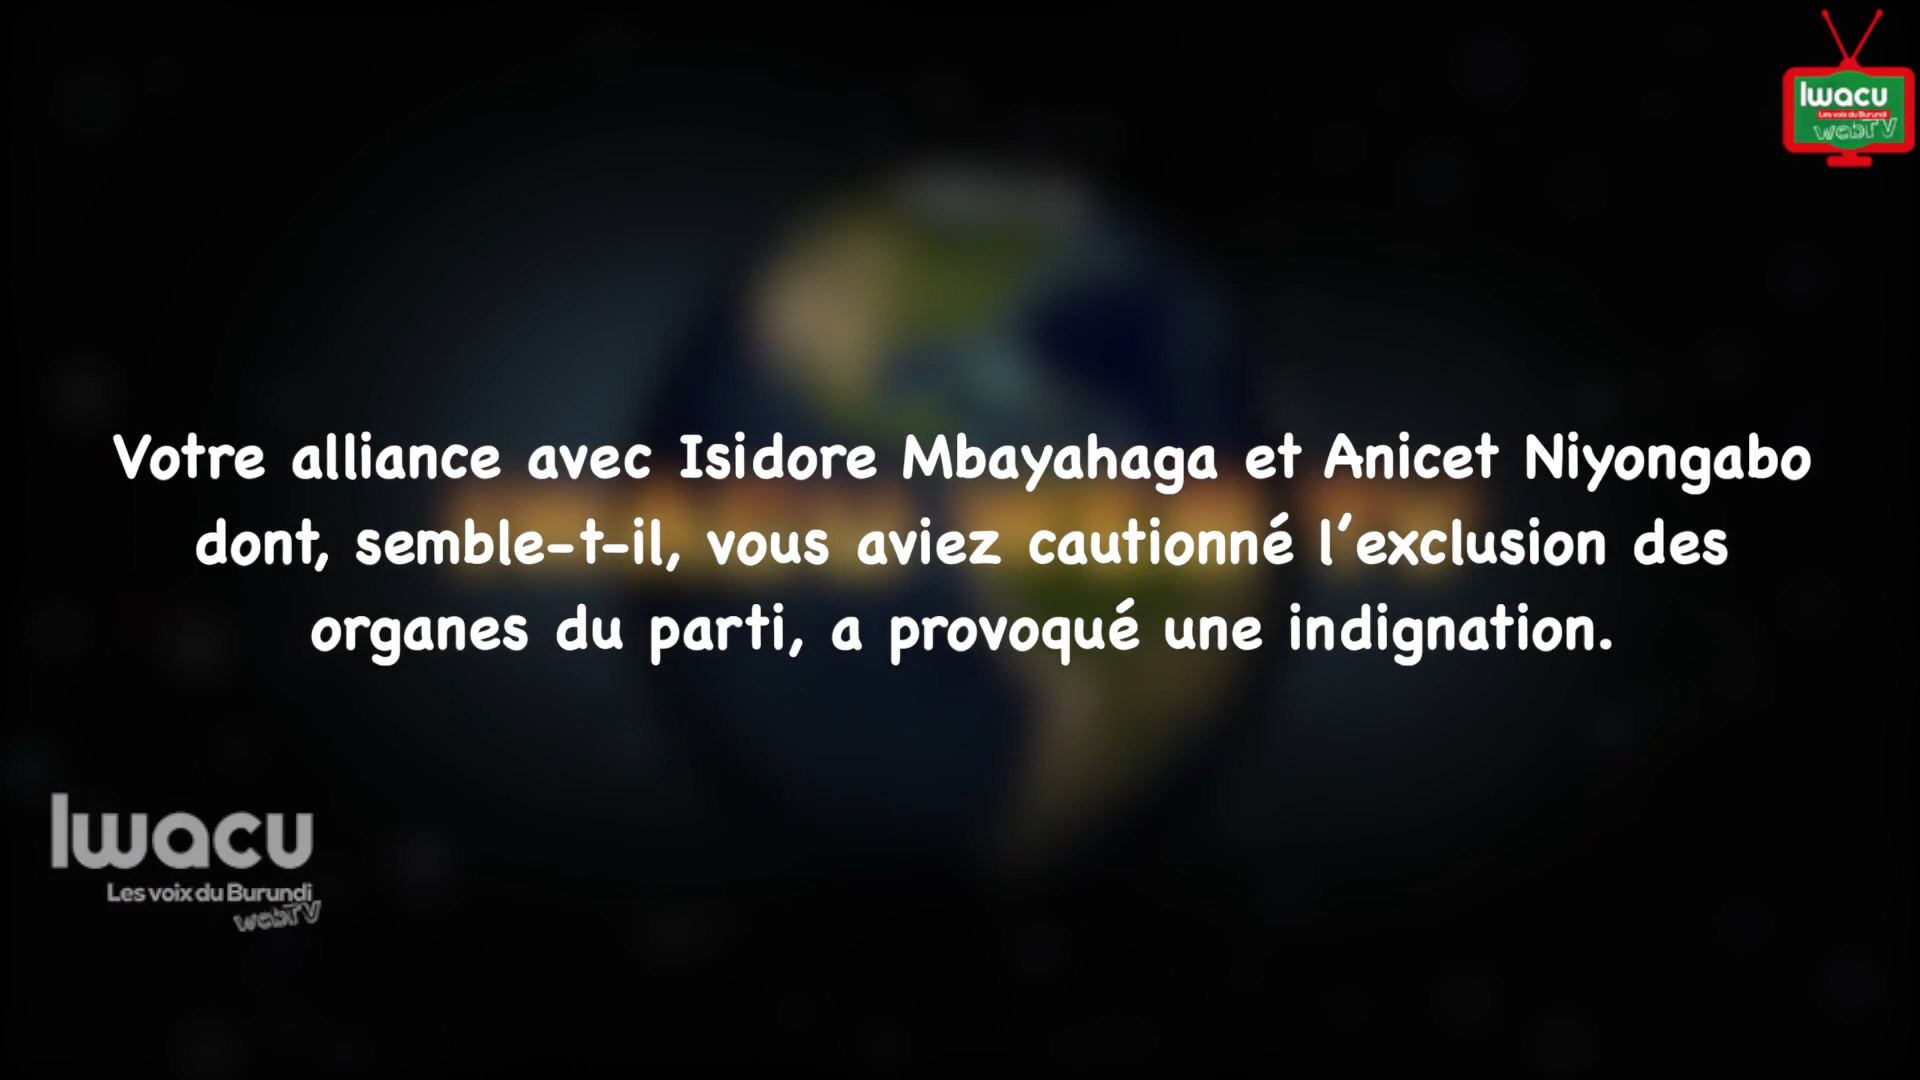 Iwacu
Les voix du Burundi
webTV
Votre alliance avec Isidore Mbayahaga et Anicet Niyongabo
dont, semble-t-il, vous aviez cautionné l'exclusion des
organes du parti, a provoqué une indignation.
Iwacu
Les voix du Burundi
webTV